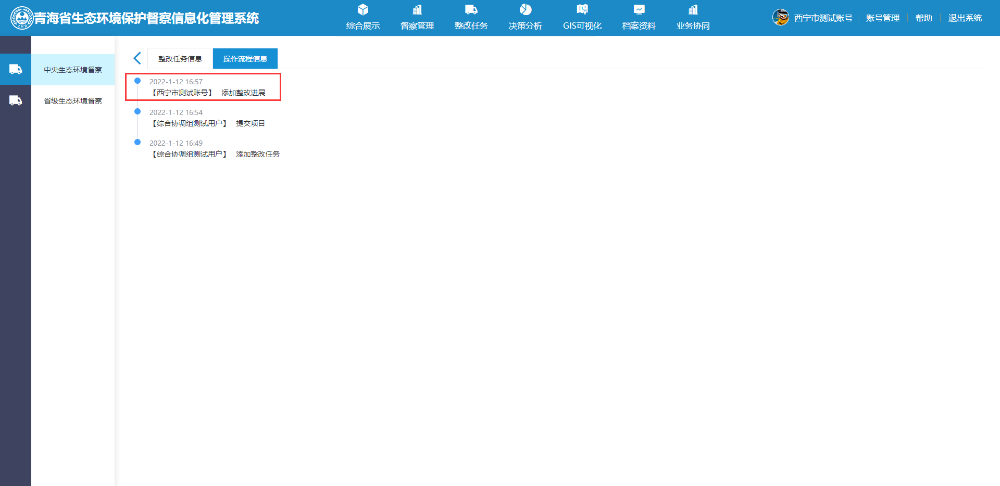 青海省生态环境保护督察信息化管理系统
综合展示 督察管理 整改任务 决策分析 GIS可视化 档案资料 业务协同
西宁市测试账号 账号管理 帮助 退出系统
中央生态环境督察
省级生态环境督察
整改任务信息 操作流程信息
2022-1-12 16:57
【西宁市测试账号】 添加整改进展
2022-1-12 16:54
【综合协调组测试用户】 提交项目
2022-1-12 16:49
【综合协调组测试用户】 添加整改任务
ZHB